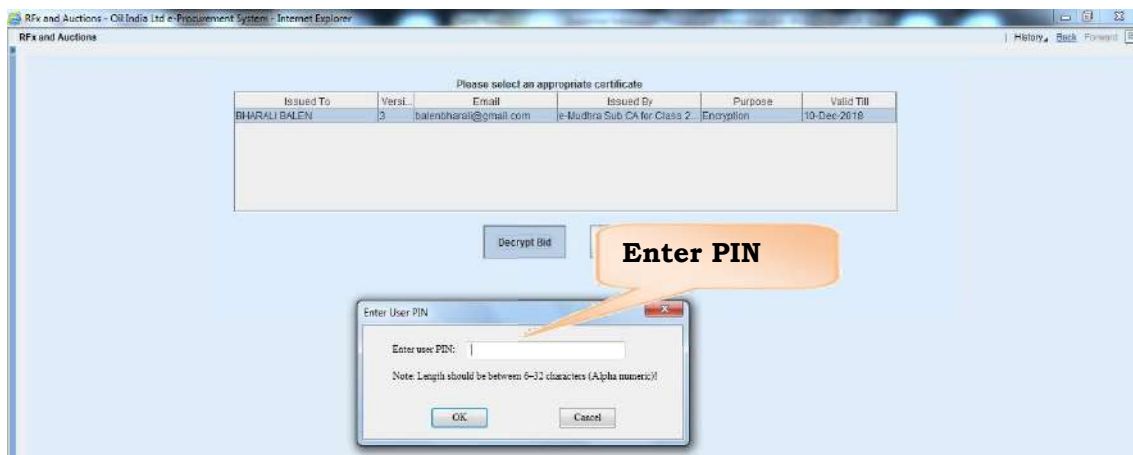 RFx and Auctions - Oil India Ltd e-Procurement System - Internet Explorer
RFx and Auctions
History Back Forward
Please select an appropriate certificate
Issued To Versi... Email Issued By Purpose Valid Till
BHARALI BALEN 3 balenbharali@gmail.com e-Mudhra Sub CA for Class 2... Encryption 10-Dec-2018
Decrypt Bid
Enter PIN
Enter User PIN
Enter user PIN:
Note: Length should be between 6-32 characters (Alpha numeric)!
OK Cancel